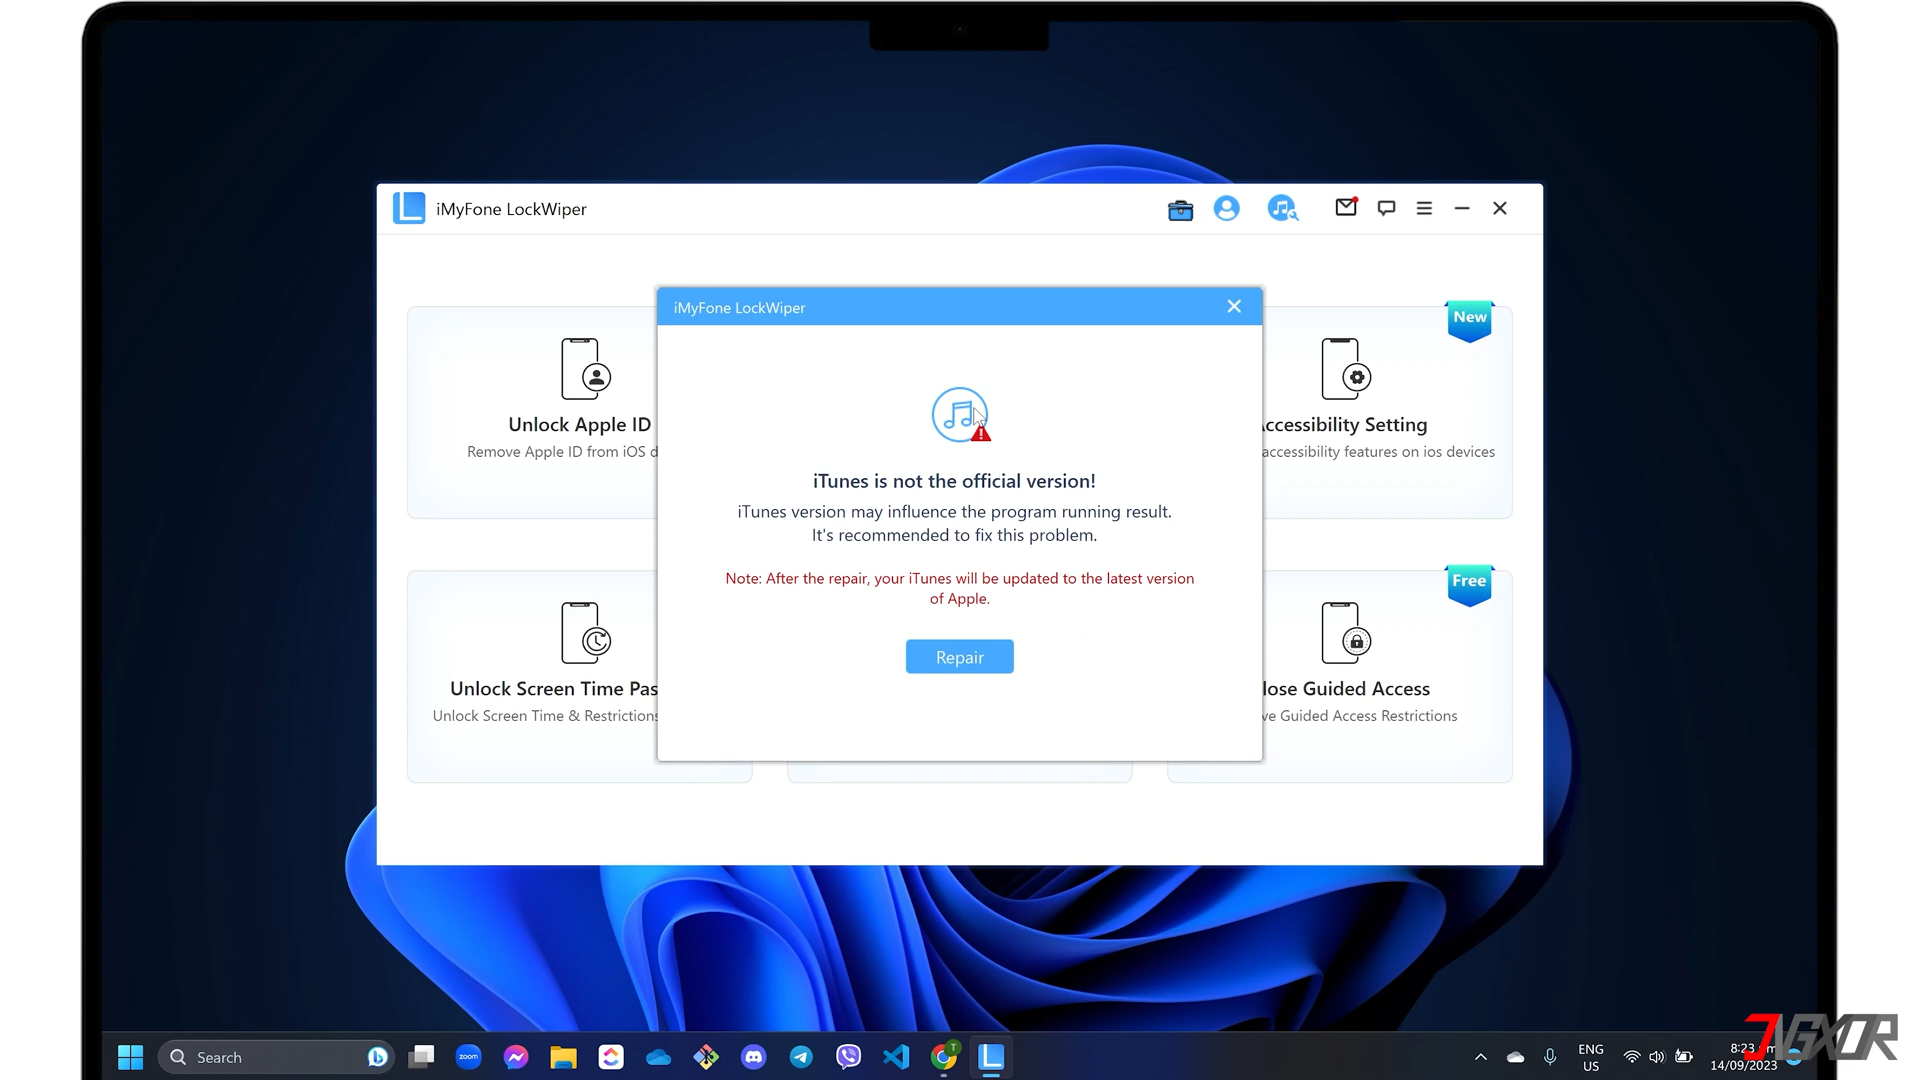 iMyFone LockWiper
iMyFone LockWiper
New
Unlock Apple ID
Remove Apple ID from iOS
ccessibility Setting
accessibility features on ios devices
iTunes is not the official version!
iTunes version may influence the program running result.
It's recommended to fix this problem.
Note: After the repair, your iTunes will be updated to the latest version
of Apple.
Repair
Free
Unlock Screen Time Pas
Unlock Screen Time & Restrictions
lose Guided Access
ve Guided Access Restrictions
Search
zoom
T
ENG
US
8:23
14/09/2023
JVGXOR